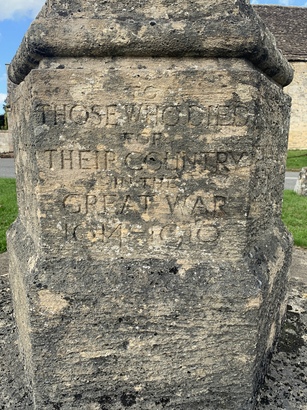 TO
THOSE WHO DIED
FOR
THEIR COUNTRY
IN THE
GREAT WAR
1914-1919